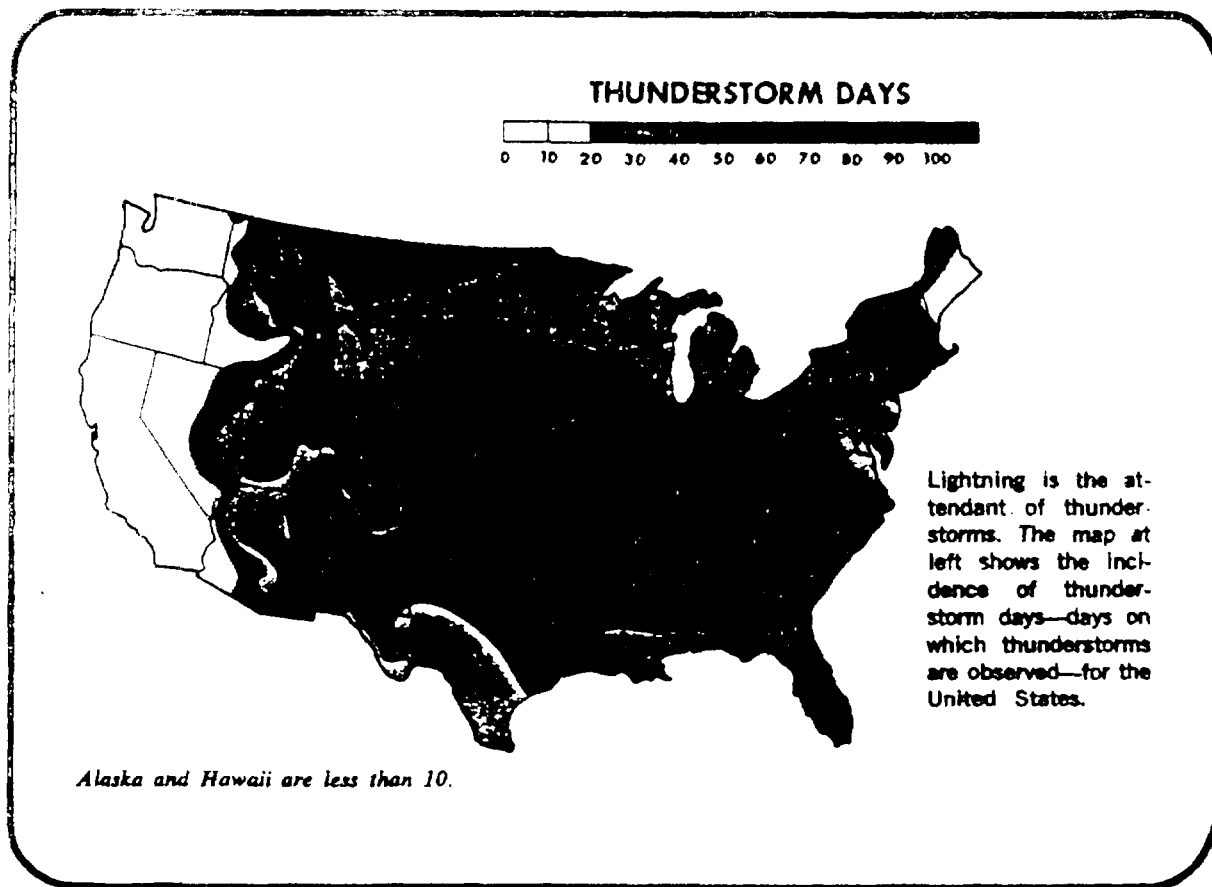 THUNDERSTORM DAYS
0 10 20 30 40 50 60 70 80 90 100
Lightning is the at-
tendant of thunder-
storms. The map at
left shows the inci-
dence of thunder-
storm days—days on
which thunderstorms
are observed—for the
United States.
Alaska and Hawaii are less than 10.